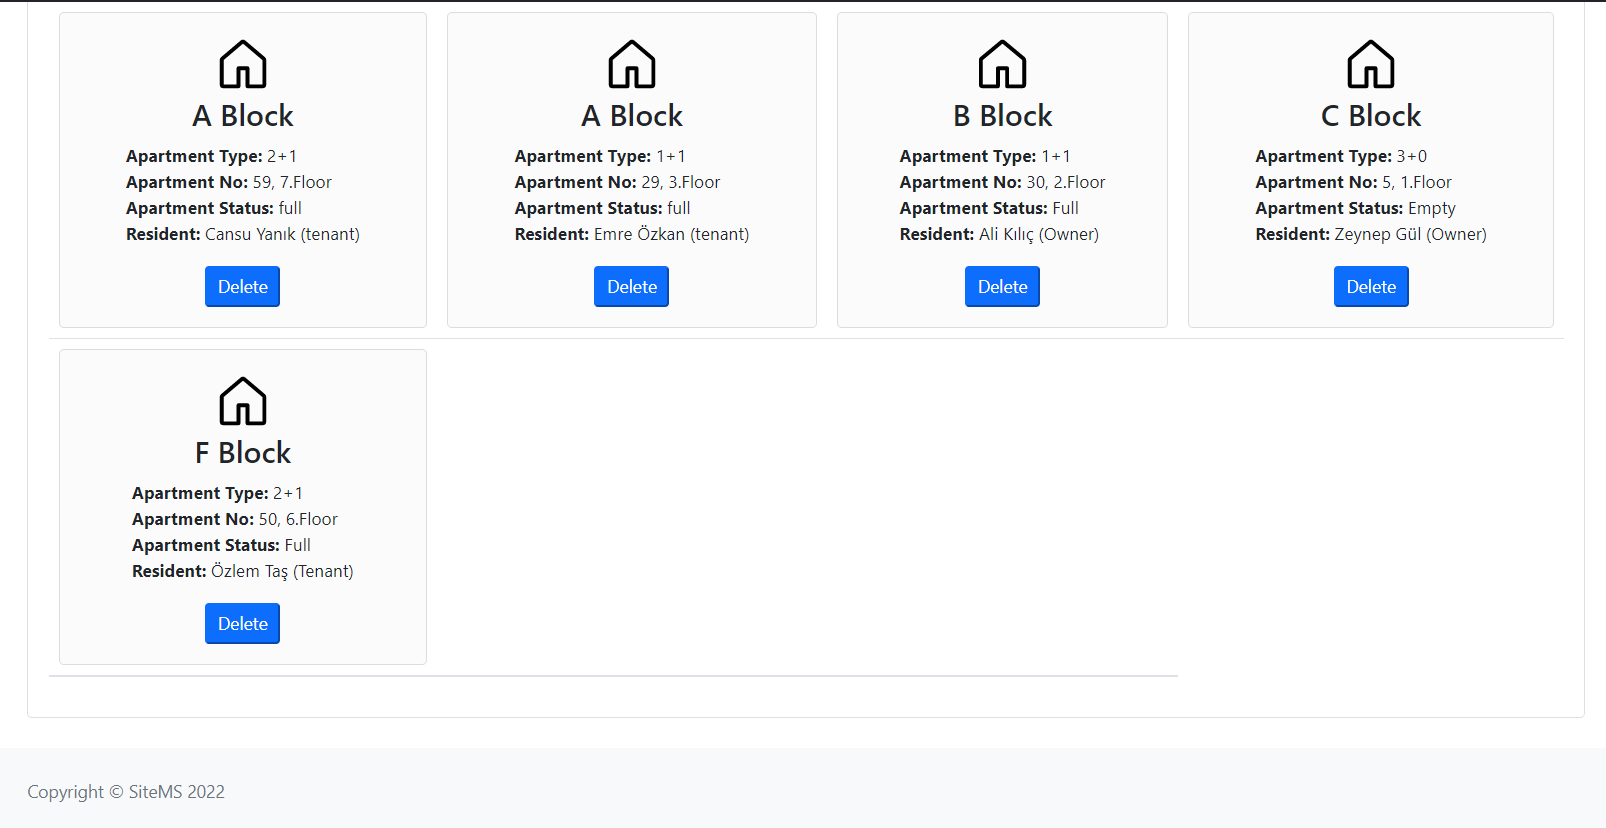 A Block
Apartment Type: 2+1
Apartment No: 59, 7.Floor
Apartment Status: full
Resident: Cansu Yanık (tenant)
Delete
A Block
Apartment Type: 1+1
Apartment No: 29, 3.Floor
Apartment Status: full
Resident: Emre Özkan (tenant)
Delete
B Block
Apartment Type: 1+1
Apartment No: 30, 2.Floor
Apartment Status: Full
Resident: Ali Kılıç (Owner)
Delete
C Block
Apartment Type: 3+0
Apartment No: 5, 1.Floor
Apartment Status: Empty
Resident: Zeynep Gül (Owner)
Delete
F Block
Apartment Type: 2+1
Apartment No: 50, 6.Floor
Apartment Status: Full
Resident: Özlem Taş (Tenant)
Delete
Copyright © SiteMS 2022